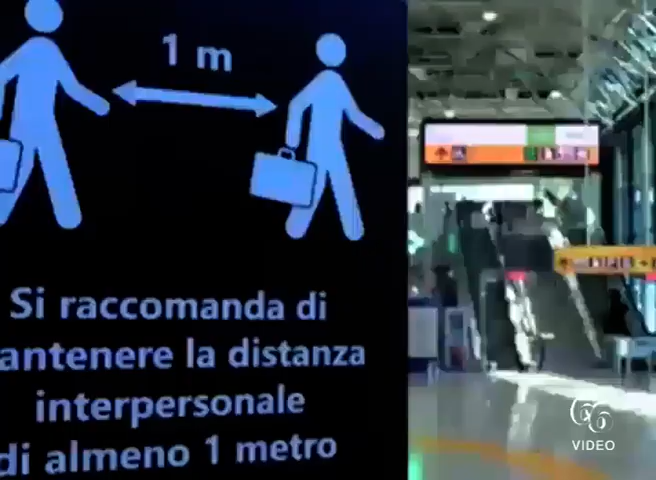 1 m
Si raccomanda di
antenere la distanza
interpersonale
di almeno 1 metro
VIDEO